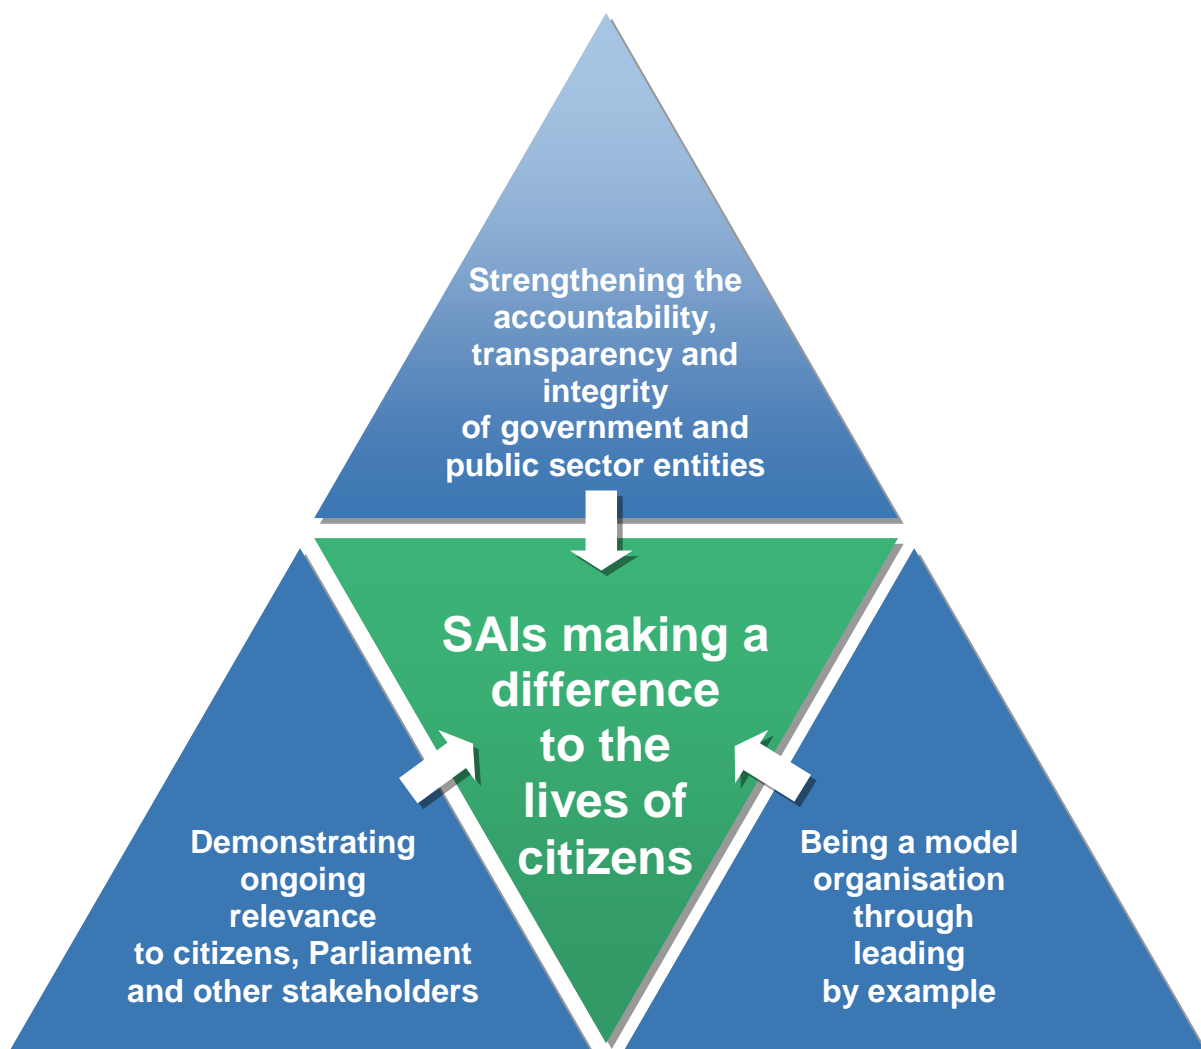 Strengthening the
accountability,
transparency and
integrity
of government and
public sector entities
SAIs making a
difference
to the
lives of
citizens
Demonstrating
ongoing
relevance
to citizens, Parliament
and other stakeholders
Being a model
organisation
through
leading
by example